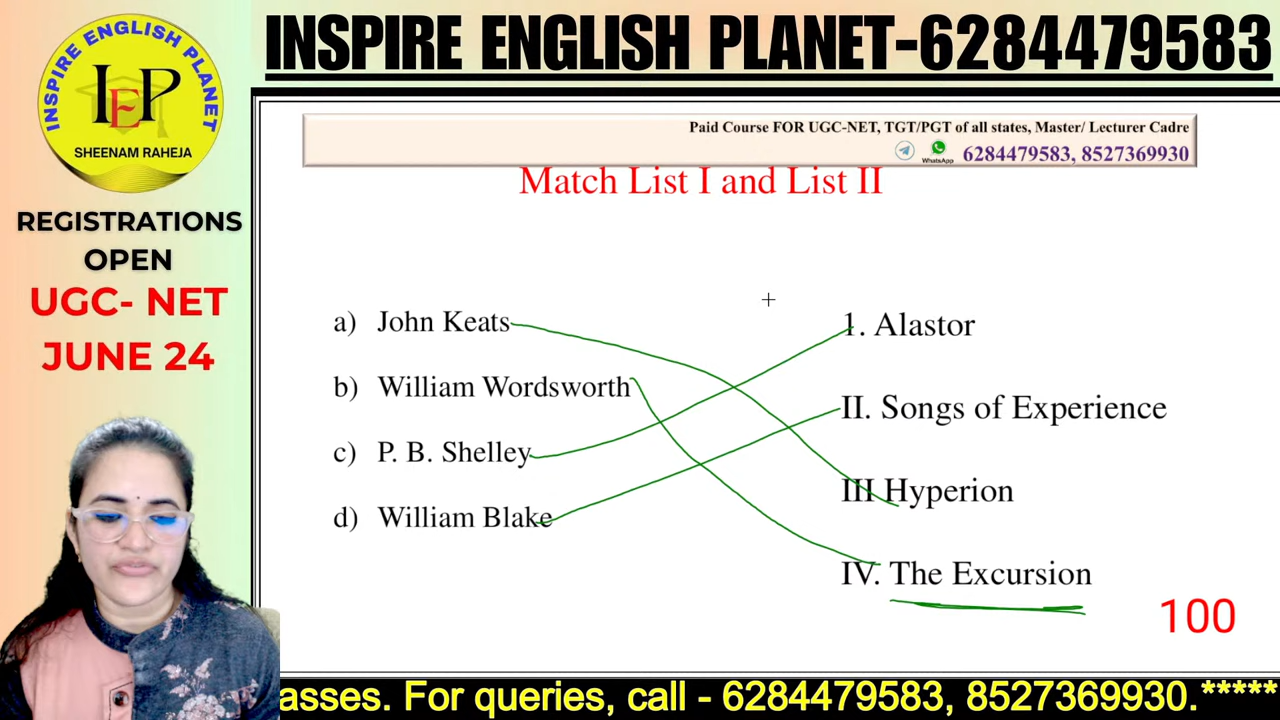 INSPIRE ENGLISH PLANET
IEP
SHEENAM RAHEJA
REGISTRATIONS
OPEN
UGC- NET
JUNE 24
INSPIRE ENGLISH PLANET-6284479583
Paid Course FOR UGC-NET, TGT/PGT of all states, Master/ Lecturer Cadre
WhatsApp 6284479583, 8527369930
Match List I and List II
a) John Keats
b) William Wordsworth
c) P. B. Shelley
d) William Blake
1. Alastor
II. Songs of Experience
III Hyperion
IV. The Excursion
100
asses. For queries, call - 6284479583, 8527369930.*****